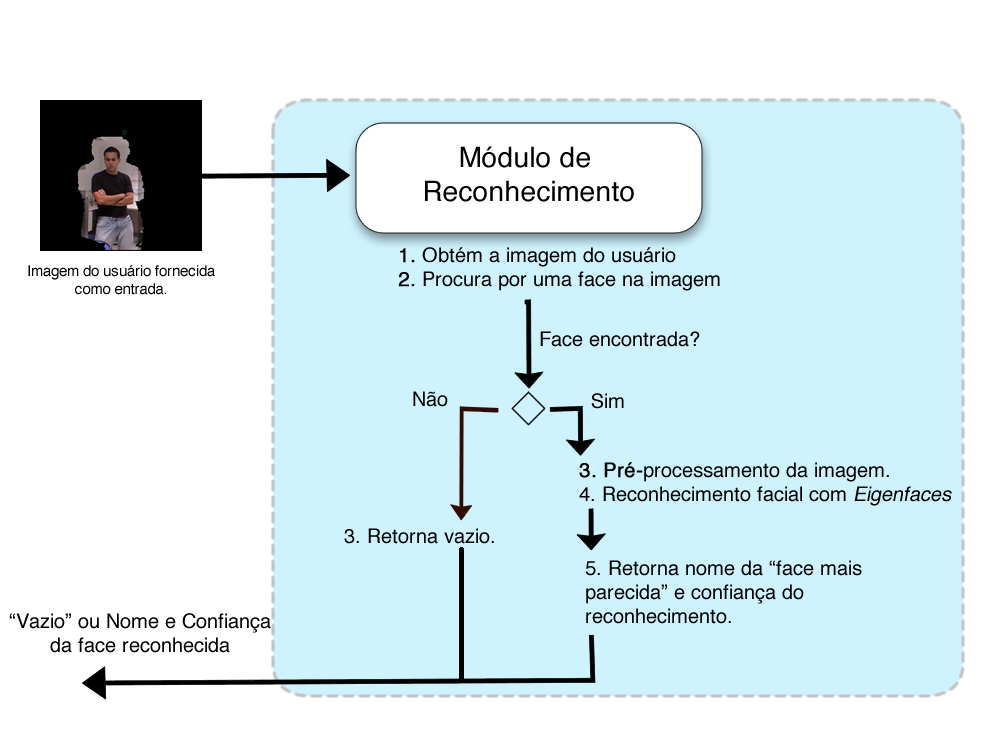 Módulo de
Reconhecimento
Imagem do usuário fornecida
como entrada.
1. Obtém a imagem do usuário
2. Procura por uma face na imagem
Face encontrada?
Não
Sim
3. Pré-processamento da imagem.
4. Reconhecimento facial com Eigenfaces
3. Retorna vazio.
5. Retorna nome da “face mais
parecida” e confiança do
reconhecimento.
“Vazio” ou Nome e Confiança
da face reconhecida